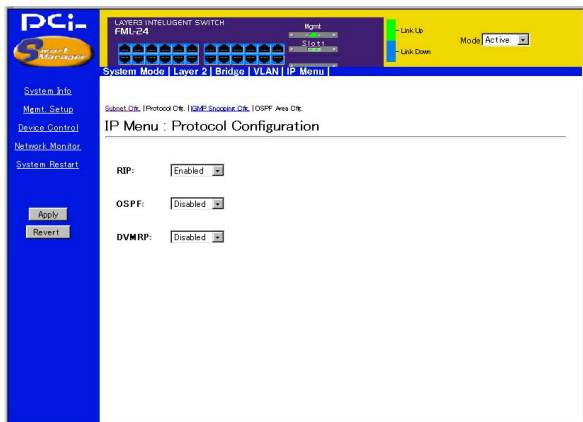 PCi-
Smart
Manager
LAYER3 INTELLIGENT SWITCH
FML-24
Mgmt
Slot1
Link Up
Link Down
Mode Active
System Mode | Layer 2 | Bridge | VLAN | IP Menu |
System Info
Mgmt. Setup
Device Control
Network Monitor
System Restart
Apply
Revert
Subnet Cfg. | Protocol Cfg. | IGMP Snooping Cfg. | OSPF Area Cfg.
IP Menu : Protocol Configuration
RIP: Enabled
OSPF: Disabled
DVMRP: Disabled